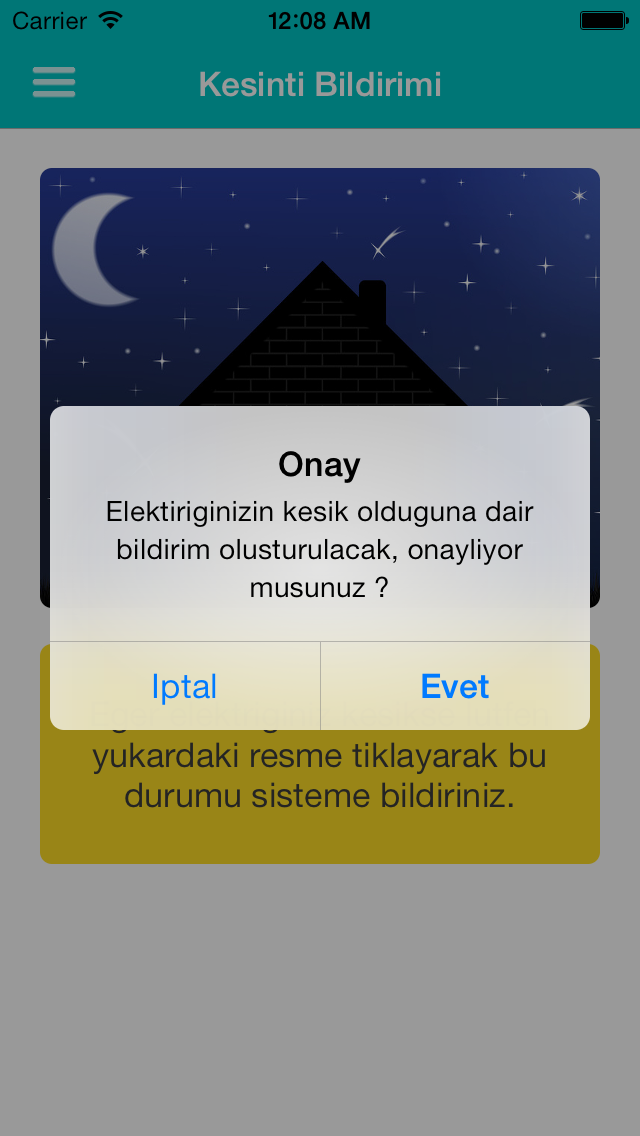 Carrier 12:08 AM
Kesinti Bildirimi
Onay
Elektiriginizin kesik olduguna dair
bildirim olusturulacak, onayliyor
musunuz ?
Iptal Evet
yukardaki resme tiklayarak bu
durumu sisteme bildiriniz.